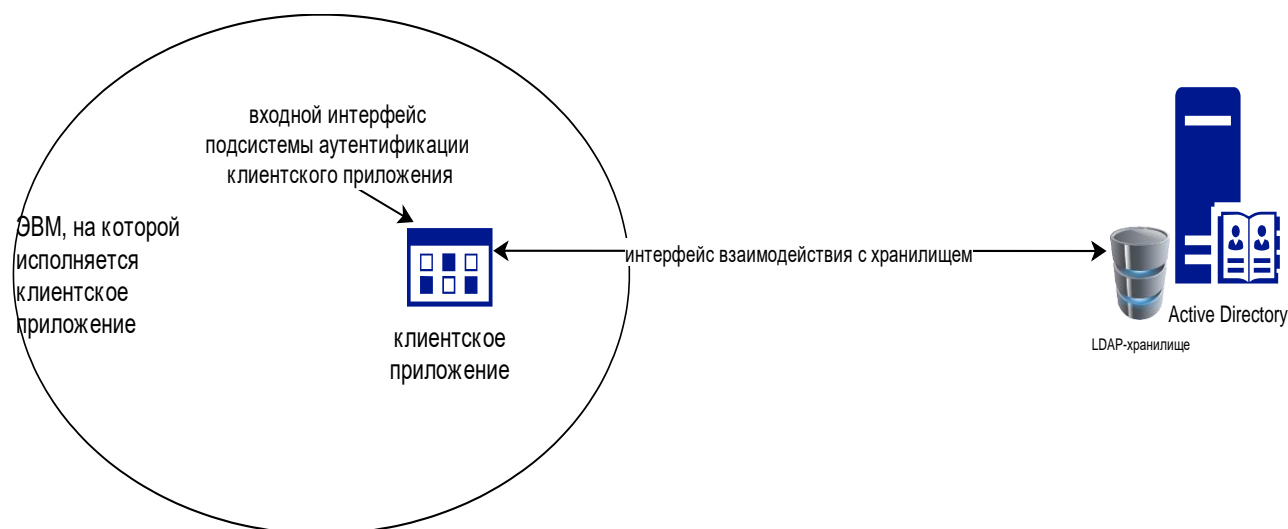 входной интерфейс
подсистемы аутентификации
клиентского приложения
ЭВМ, на которой
исполняется
клиентское
приложение
интерфейс взаимодействия с хранилищем
клиентское
приложение
Active Directory
LDAP-хранилище